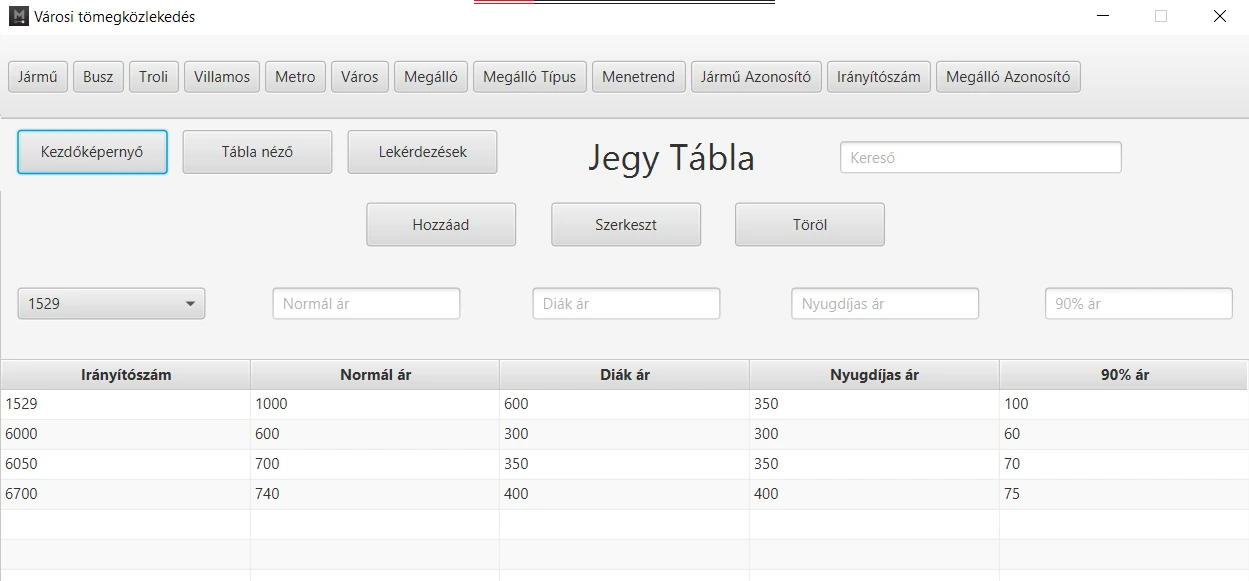 Városi tömegközlekedés
Jármű Busz Troli Villamos Metro Város Megálló Megálló Típus Menetrend Jármű Azonosító Irányítószám Megálló Azonosító
Kezdőképernyő Tábla néző Lekérdezések Jegy Tábla Kereső
Hozzáad Szerkeszt Töröl
1529 Normál ár Diák ár Nyugdíjas ár 90% ár
Irányítószám Normál ár Diák ár Nyugdíjas ár 90% ár
1529 1000 600 350 100
6000 600 300 300 60
6050 700 350 350 70
6700 740 400 400 75